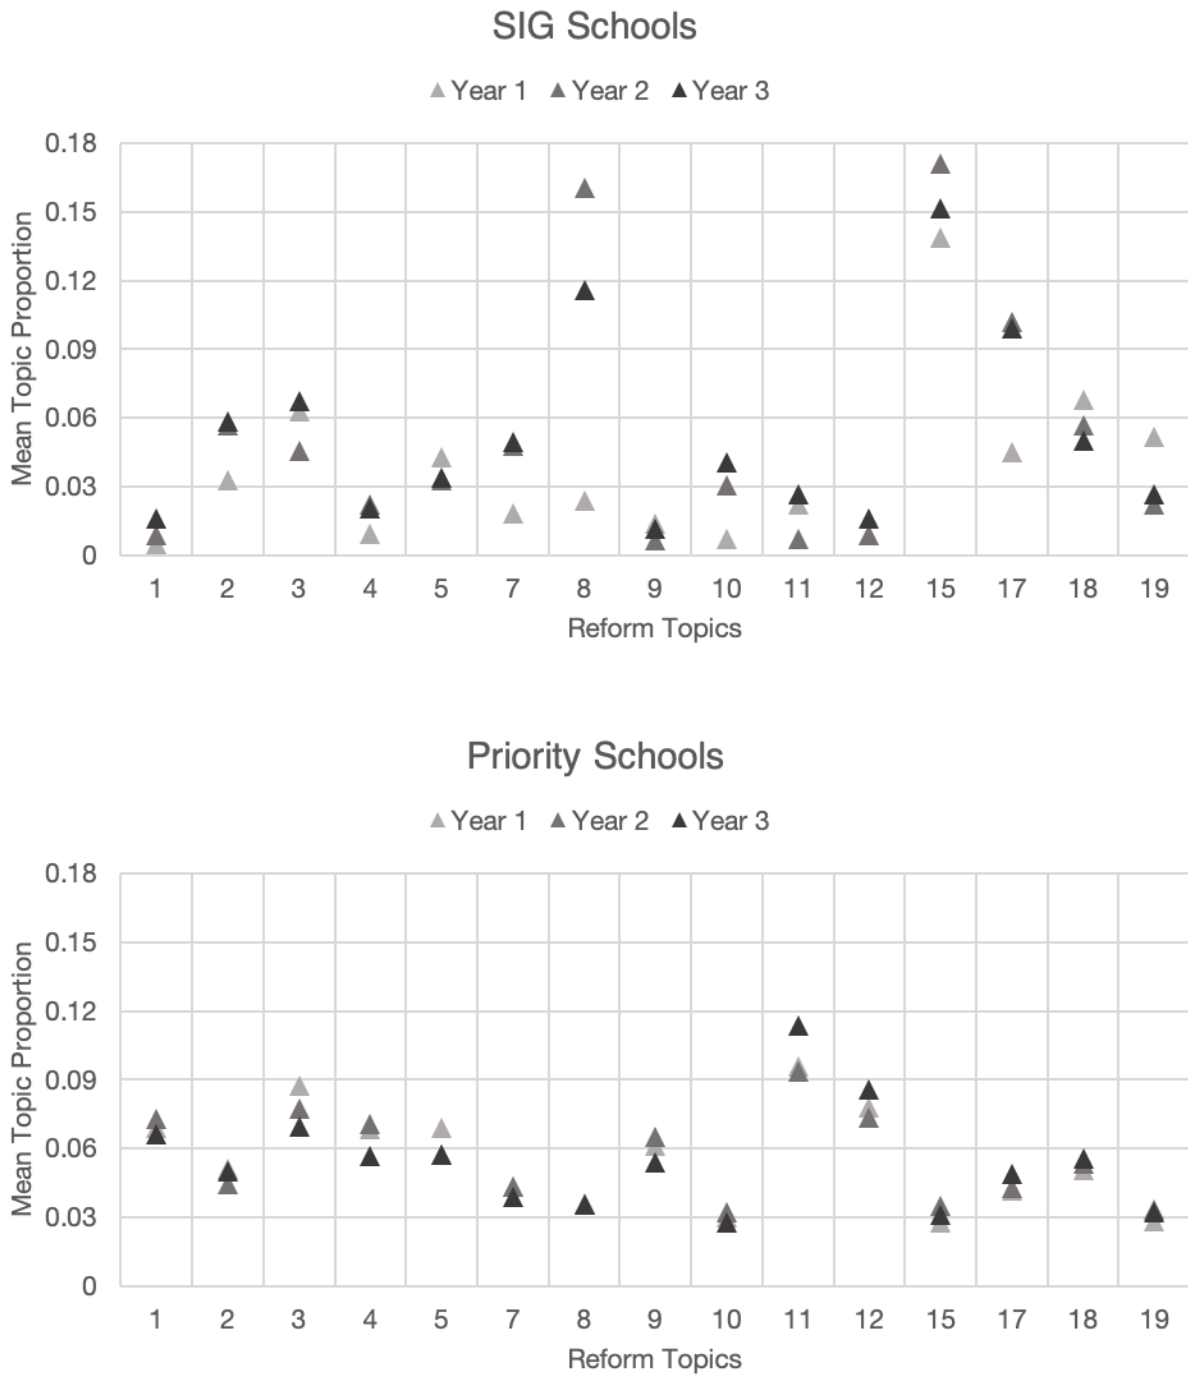 SIG Schools
Year 1 Year 2 Year 3
0.18
0.15
0.12
0.09
0.06
0.03
0
Mean Topic Proportion
1 2 3 4 5 7 8 9 10 11 12 15 17 18 19
Reform Topics
Priority Schools
Year 1 Year 2 Year 3
0.18
0.15
0.12
0.09
0.06
0.03
0
Mean Topic Proportion
1 2 3 4 5 7 8 9 10 11 12 15 17 18 19
Reform Topics